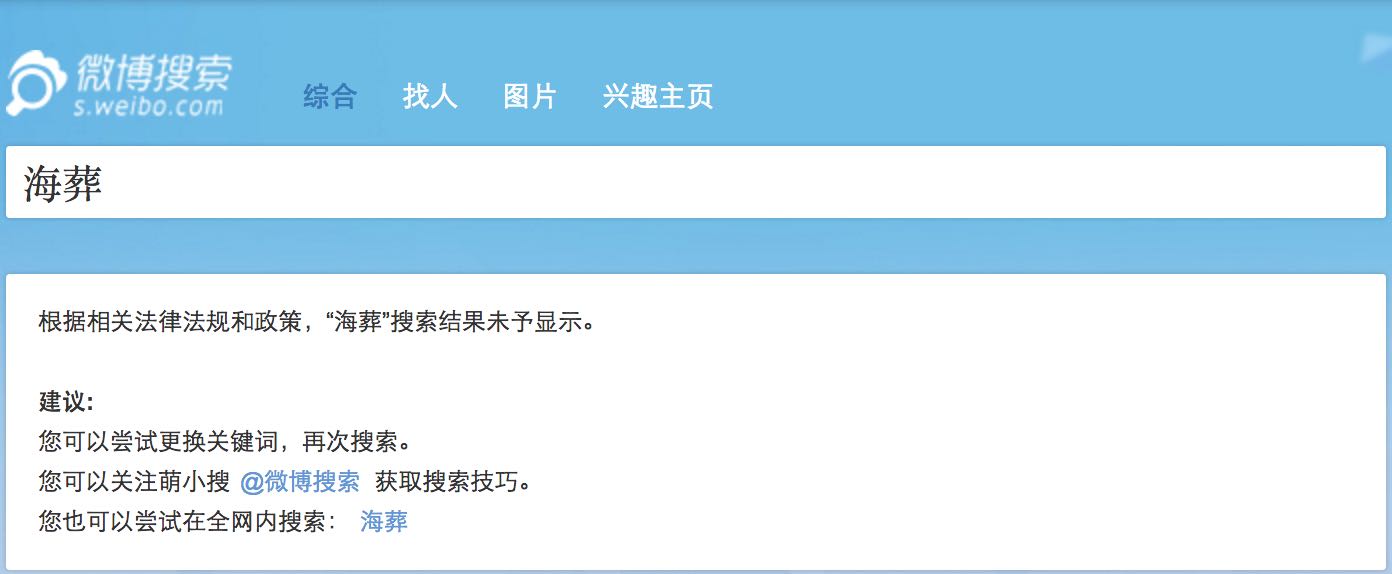 微博搜索
s.weibo.com
综合 找人 图片 兴趣主页
海葬
根据相关法律法规和政策，“海葬”搜索结果未予显示。
建议:
您可以尝试更换关键词，再次搜索。
您可以关注萌小搜 @微博搜索 获取搜索技巧。
您也可以尝试在全网内搜索： 海葬